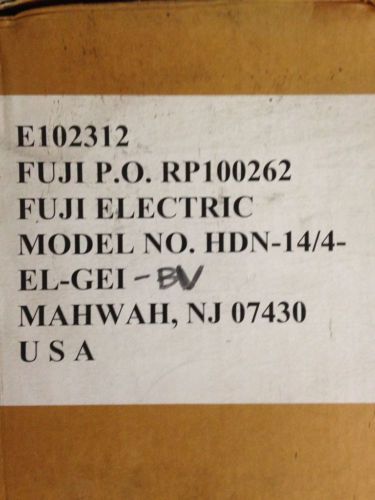 E102312
FUJI P.O. RP100262
FUJI ELECTRIC
MODEL NO. HDN-14/4-
EL-GEI -BV
MAHWAH, NJ 07430
U S A